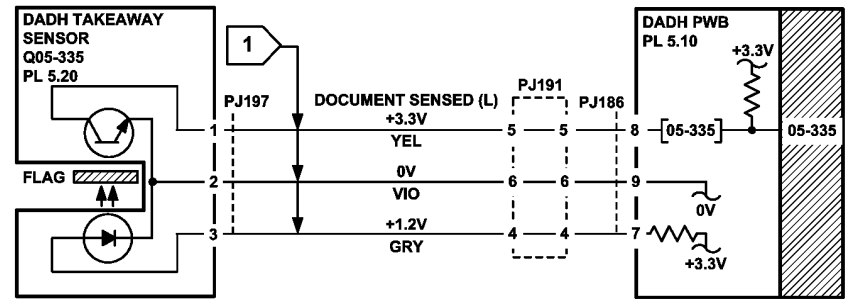 DADH TAKEAWAY
SENSOR
Q05-335
PL 5.20
1
DADH PWB
PL 5.10
+3.3V
PJ197
DOCUMENT SENSED (L)
PJ191
PJ186
1 +3.3V 5 5 8 [05-335] 05-335
YEL
FLAG
2 0V 6 6 9
VIO
0V
3 +1.2V 4 4 7
GRY
+3.3V